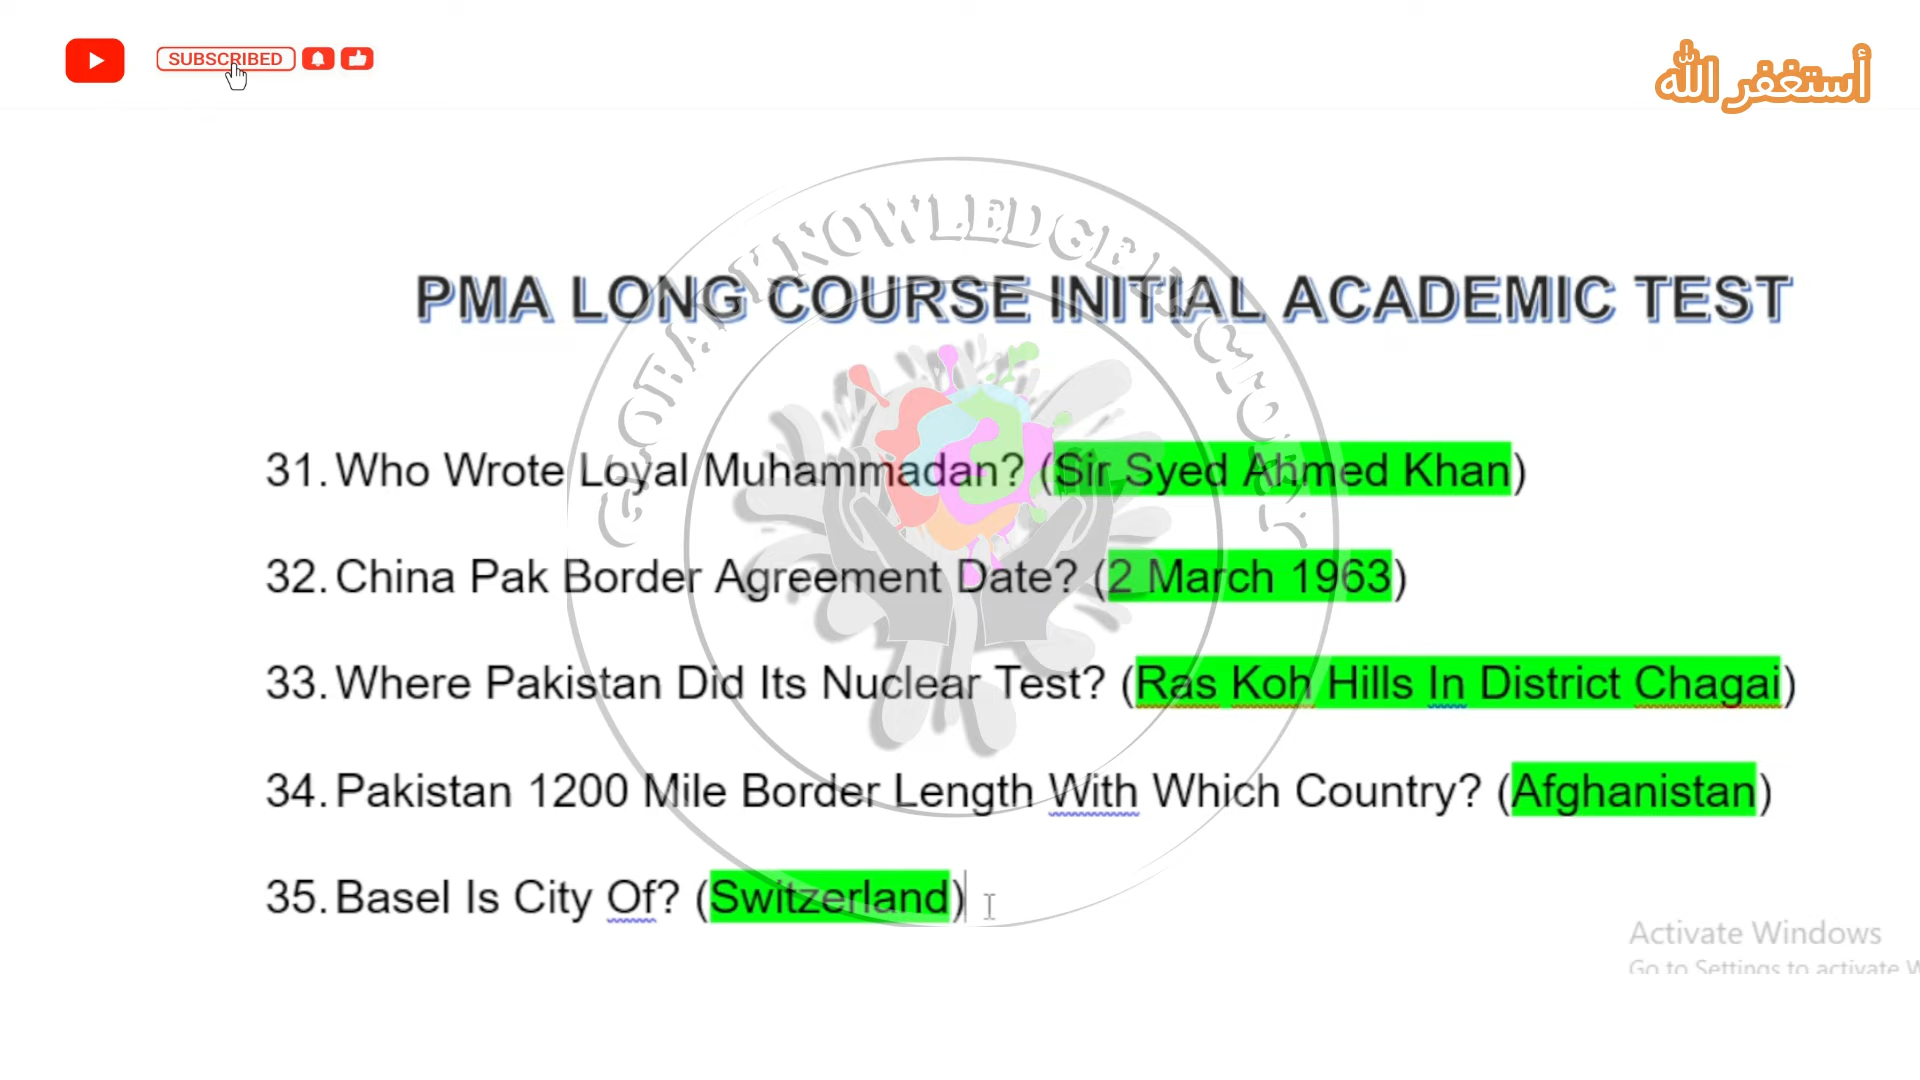 SUBSCRIBED
أستغفر الله
GLOBAL KNOWLEDGE FACTORY
PMA LONG COURSE INITIAL ACADEMIC TEST
31. Who Wrote Loyal Muhammadan? (Sir Syed Ahmed Khan)
32. China Pak Border Agreement Date? (2 March 1963)
33. Where Pakistan Did Its Nuclear Test? (Ras Koh Hills In District Chagai)
34. Pakistan 1200 Mile Border Length With Which Country? (Afghanistan)
35. Basel Is City Of? (Switzerland)
Activate Windows
Go to Settings to activate W